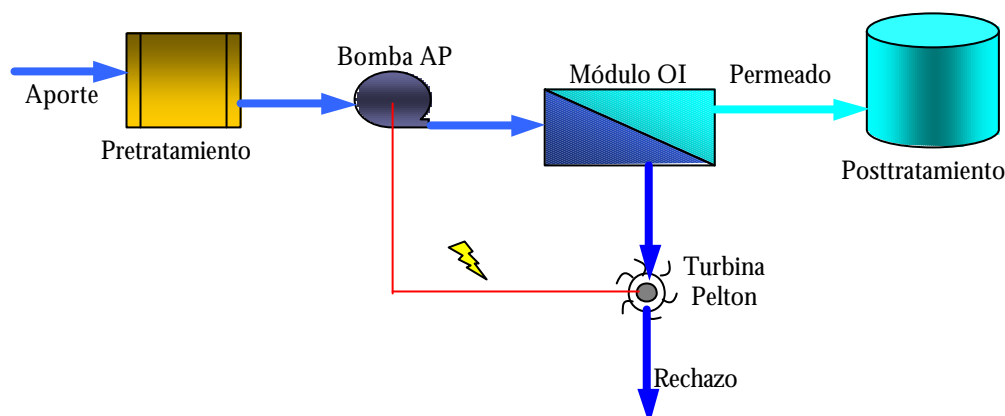 Aporte
Pretratamiento
Bomba AP
Módulo OI
Permeado
Posttratamiento
Turbina
Pelton
Rechazo